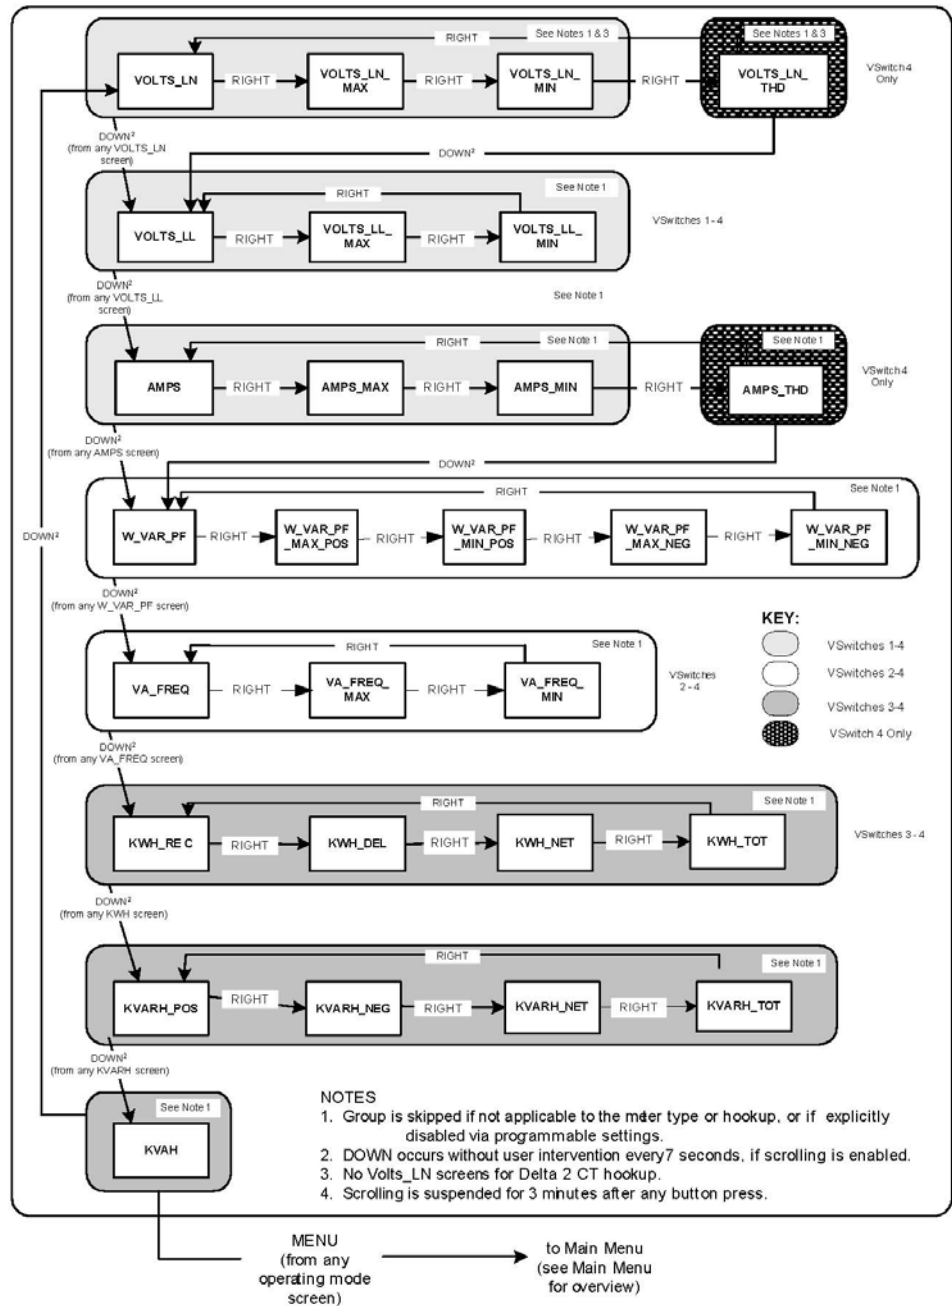 RIGHT
See Notes 1 & 3
See Notes 1 & 3
VOLTS_LN
RIGHT
VOLTS_LN_
MAX
RIGHT
VOLTS_LN_
MIN
RIGHT
VOLTS_LN_
THD
VSwitch 4
Only
DOWN²
(from any VOLTS_LN
screen)
DOWN²
See Note 1
RIGHT
VOLTS_LL
RIGHT
VOLTS_LL_
MAX
RIGHT
VOLTS_LL_
MIN
VSwitches 1 - 4
DOWN²
(from any VOLTS_LL
screen)
See Note 1
RIGHT
See Note 1
See Note 1
AMPS
RIGHT
AMPS_MAX
RIGHT
AMPS_MIN
RIGHT
AMPS_THD
VSwitch 4
Only
DOWN²
(from any AMPS screen)
DOWN²
RIGHT
See Note 1
W_VAR_PF
RIGHT
W_VAR_PF
_MAX_POS
RIGHT
W_VAR_PF
_MIN_POS
RIGHT
W_VAR_PF
_MAX_NEG
RIGHT
W_VAR_PF
_MIN_NEG
DOWN²
DOWN²
(from any W_VAR_PF screen)
KEY:
VSwitches 1-4
VSwitches 2-4
VSwitches 3-4
VSwitch 4 Only
RIGHT
See Note 1
VA_FREQ
RIGHT
VA_FREQ_
MAX
RIGHT
VA_FREQ_
MIN
VSwitches
2 - 4
DOWN²
(from any VA_FREQ screen)
RIGHT
See Note 1
KWH_REC
RIGHT
KWH_DEL
RIGHT
KWH_NET
RIGHT
KWH_TOT
VSwitches 3 - 4
DOWN²
(from any KWH screen)
RIGHT
See Note 1
KVARH_POS
RIGHT
KVARH_NEG
RIGHT
KVARH_NET
RIGHT
KVARH_TOT
DOWN²
(from any KVARH screen)
See Note 1
KVAH
NOTES
1. Group is skipped if not applicable to the meter type or hookup, or if explicitly
disabled via programmable settings.
2. DOWN occurs without user intervention every 7 seconds, if scrolling is enabled.
3. No Volts_LN screens for Delta 2 CT hookup.
4. Scrolling is suspended for 3 minutes after any button press.
MENU
(from any
operating mode
screen)
to Main Menu
(see Main Menu
for overview)